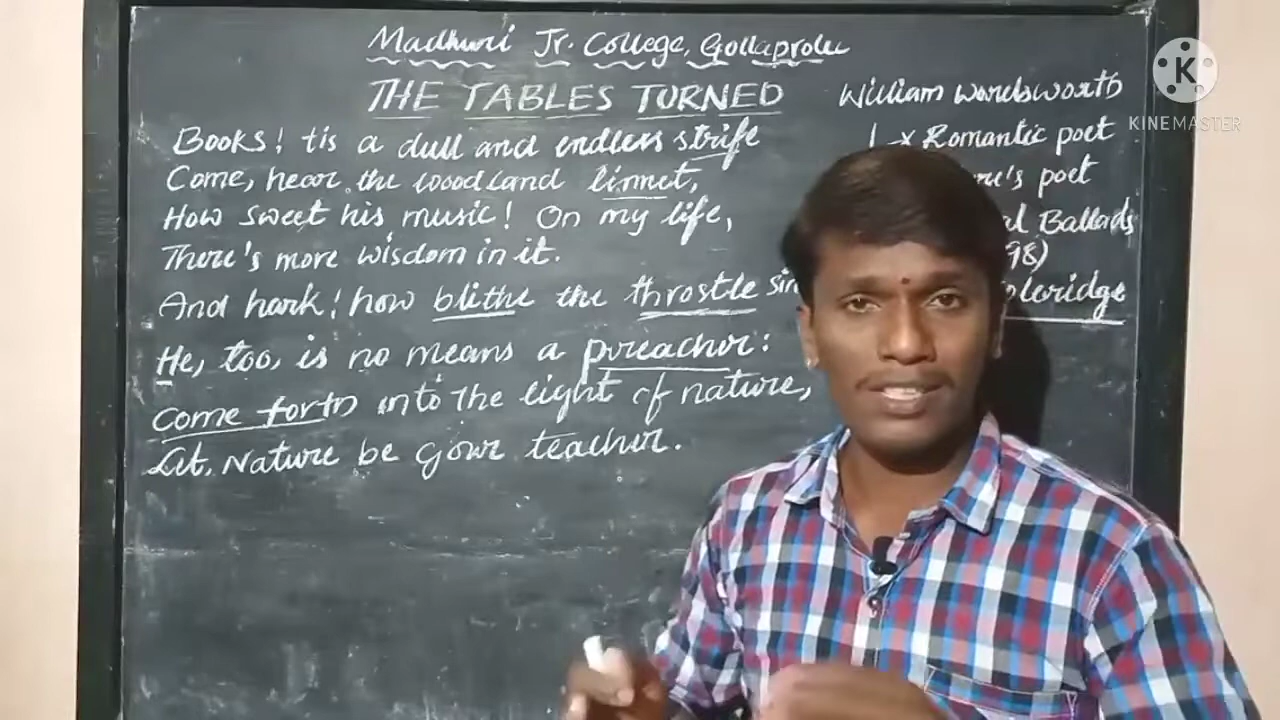 Madhuri Jr. College, Gollaprolu
THE TABLES TURNED
William Wordsworth
Books! tis a dull and endless strife
Come, hear the woodland linnet,
How sweet his music! On my life,
There's more wisdom in it.
And hark! how blithe the throstle sin
He, too, is no means a preacher:
Come forth into the light of nature,
Let, Nature be your teacher.
Romantic poet
re's poet
al Ballads
98)
oleridge
K
KINEMASTER